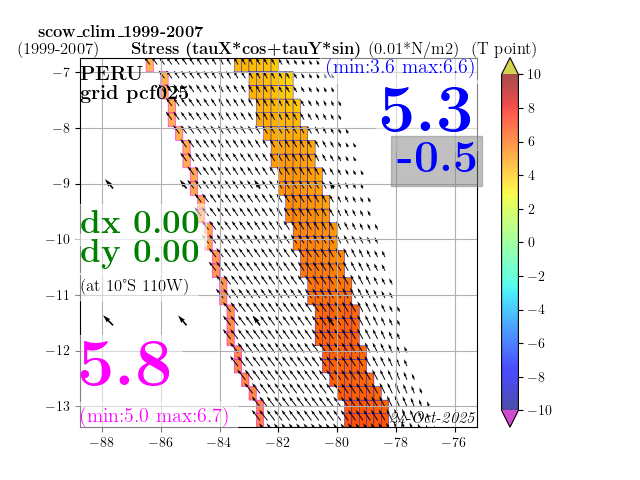 scow_clim_1999-2007
(1999-2007) Stress (tauX*cos+tauY*sin) (0.01*N/m2) (T point)
PERU
grid pcf025
(min:3.6 max:6.6)
5.3
-0.5
dx 0.00
dy 0.00
(at 10°S 110W)
5.8
(min:5.0 max:6.7)
24-Oct-2025
−7
−8
−9
−10
−11
−12
−13
−88 −86 −84 −82 −80 −78 −76
10
8
6
4
2
0
−2
−4
−6
−8
−10